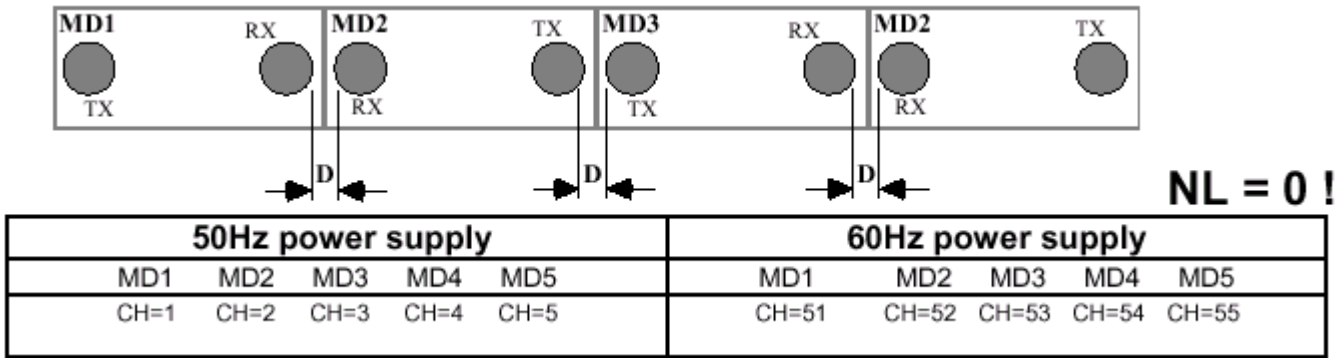 MD1 RX MD2 TX MD3 RX MD2 TX
TX RX TX RX
D D D
NL = 0 !
50Hz power supply 60Hz power supply
MD1 MD2 MD3 MD4 MD5 MD1 MD2 MD3 MD4 MD5
CH=1 CH=2 CH=3 CH=4 CH=5 CH=51 CH=52 CH=53 CH=54 CH=55